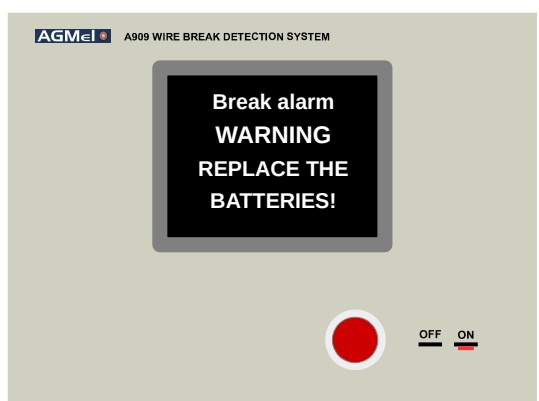 AGMel A909 WIRE BREAK DETECTION SYSTEM
Break alarm
WARNING
REPLACE THE
BATTERIES!
OFF ON